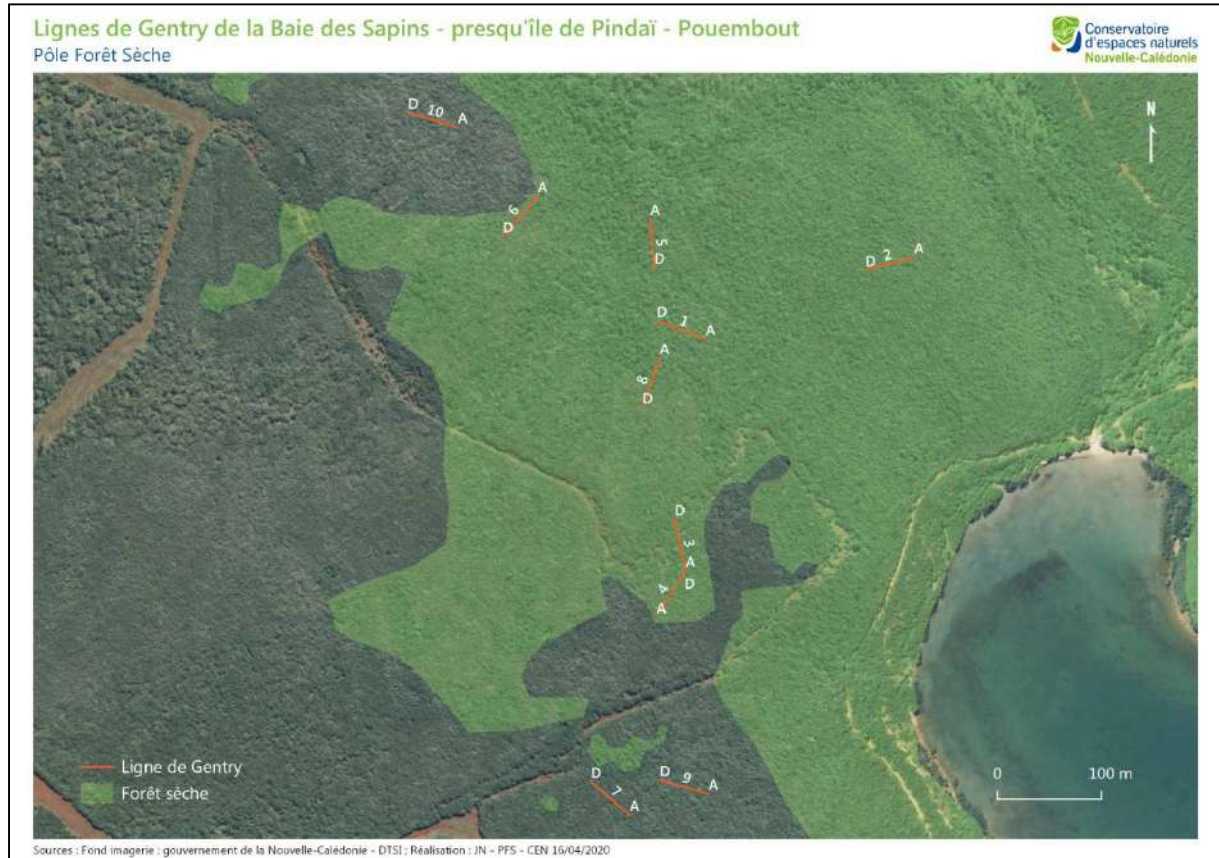 Lignes de Gentry de la Baie des Sapins - presqu'île de Pindaï - Pouembout
Pôle Forêt Sèche
Conservatoire
d'espaces naturels
Nouvelle-Calédonie
N
D 10 A
A
6
D
A
5
D
D 2 A
D 1 A
A
8
D
D
3
A
D
4
A
D
7
A
D 9 A
Ligne de Gentry
Forêt sèche
0 100 m
Sources : Fond imagerie : gouvernement de la Nouvelle-Calédonie - DTSI ; Réalisation : JN - PFS - CEN 16/04/2020